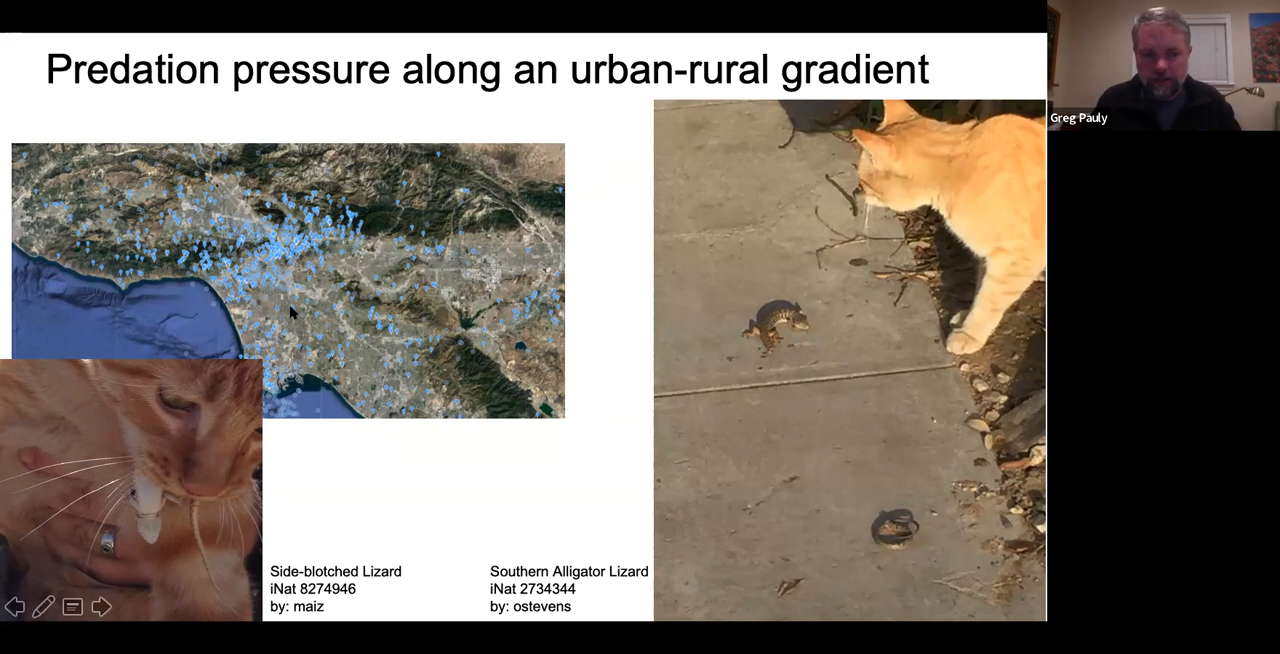 Predation pressure along an urban-rural gradient
Greg Pauly
Side-blotched Lizard
iNat 8274946
by: maiz
Southern Alligator Lizard
iNat 2734344
by: ostevens